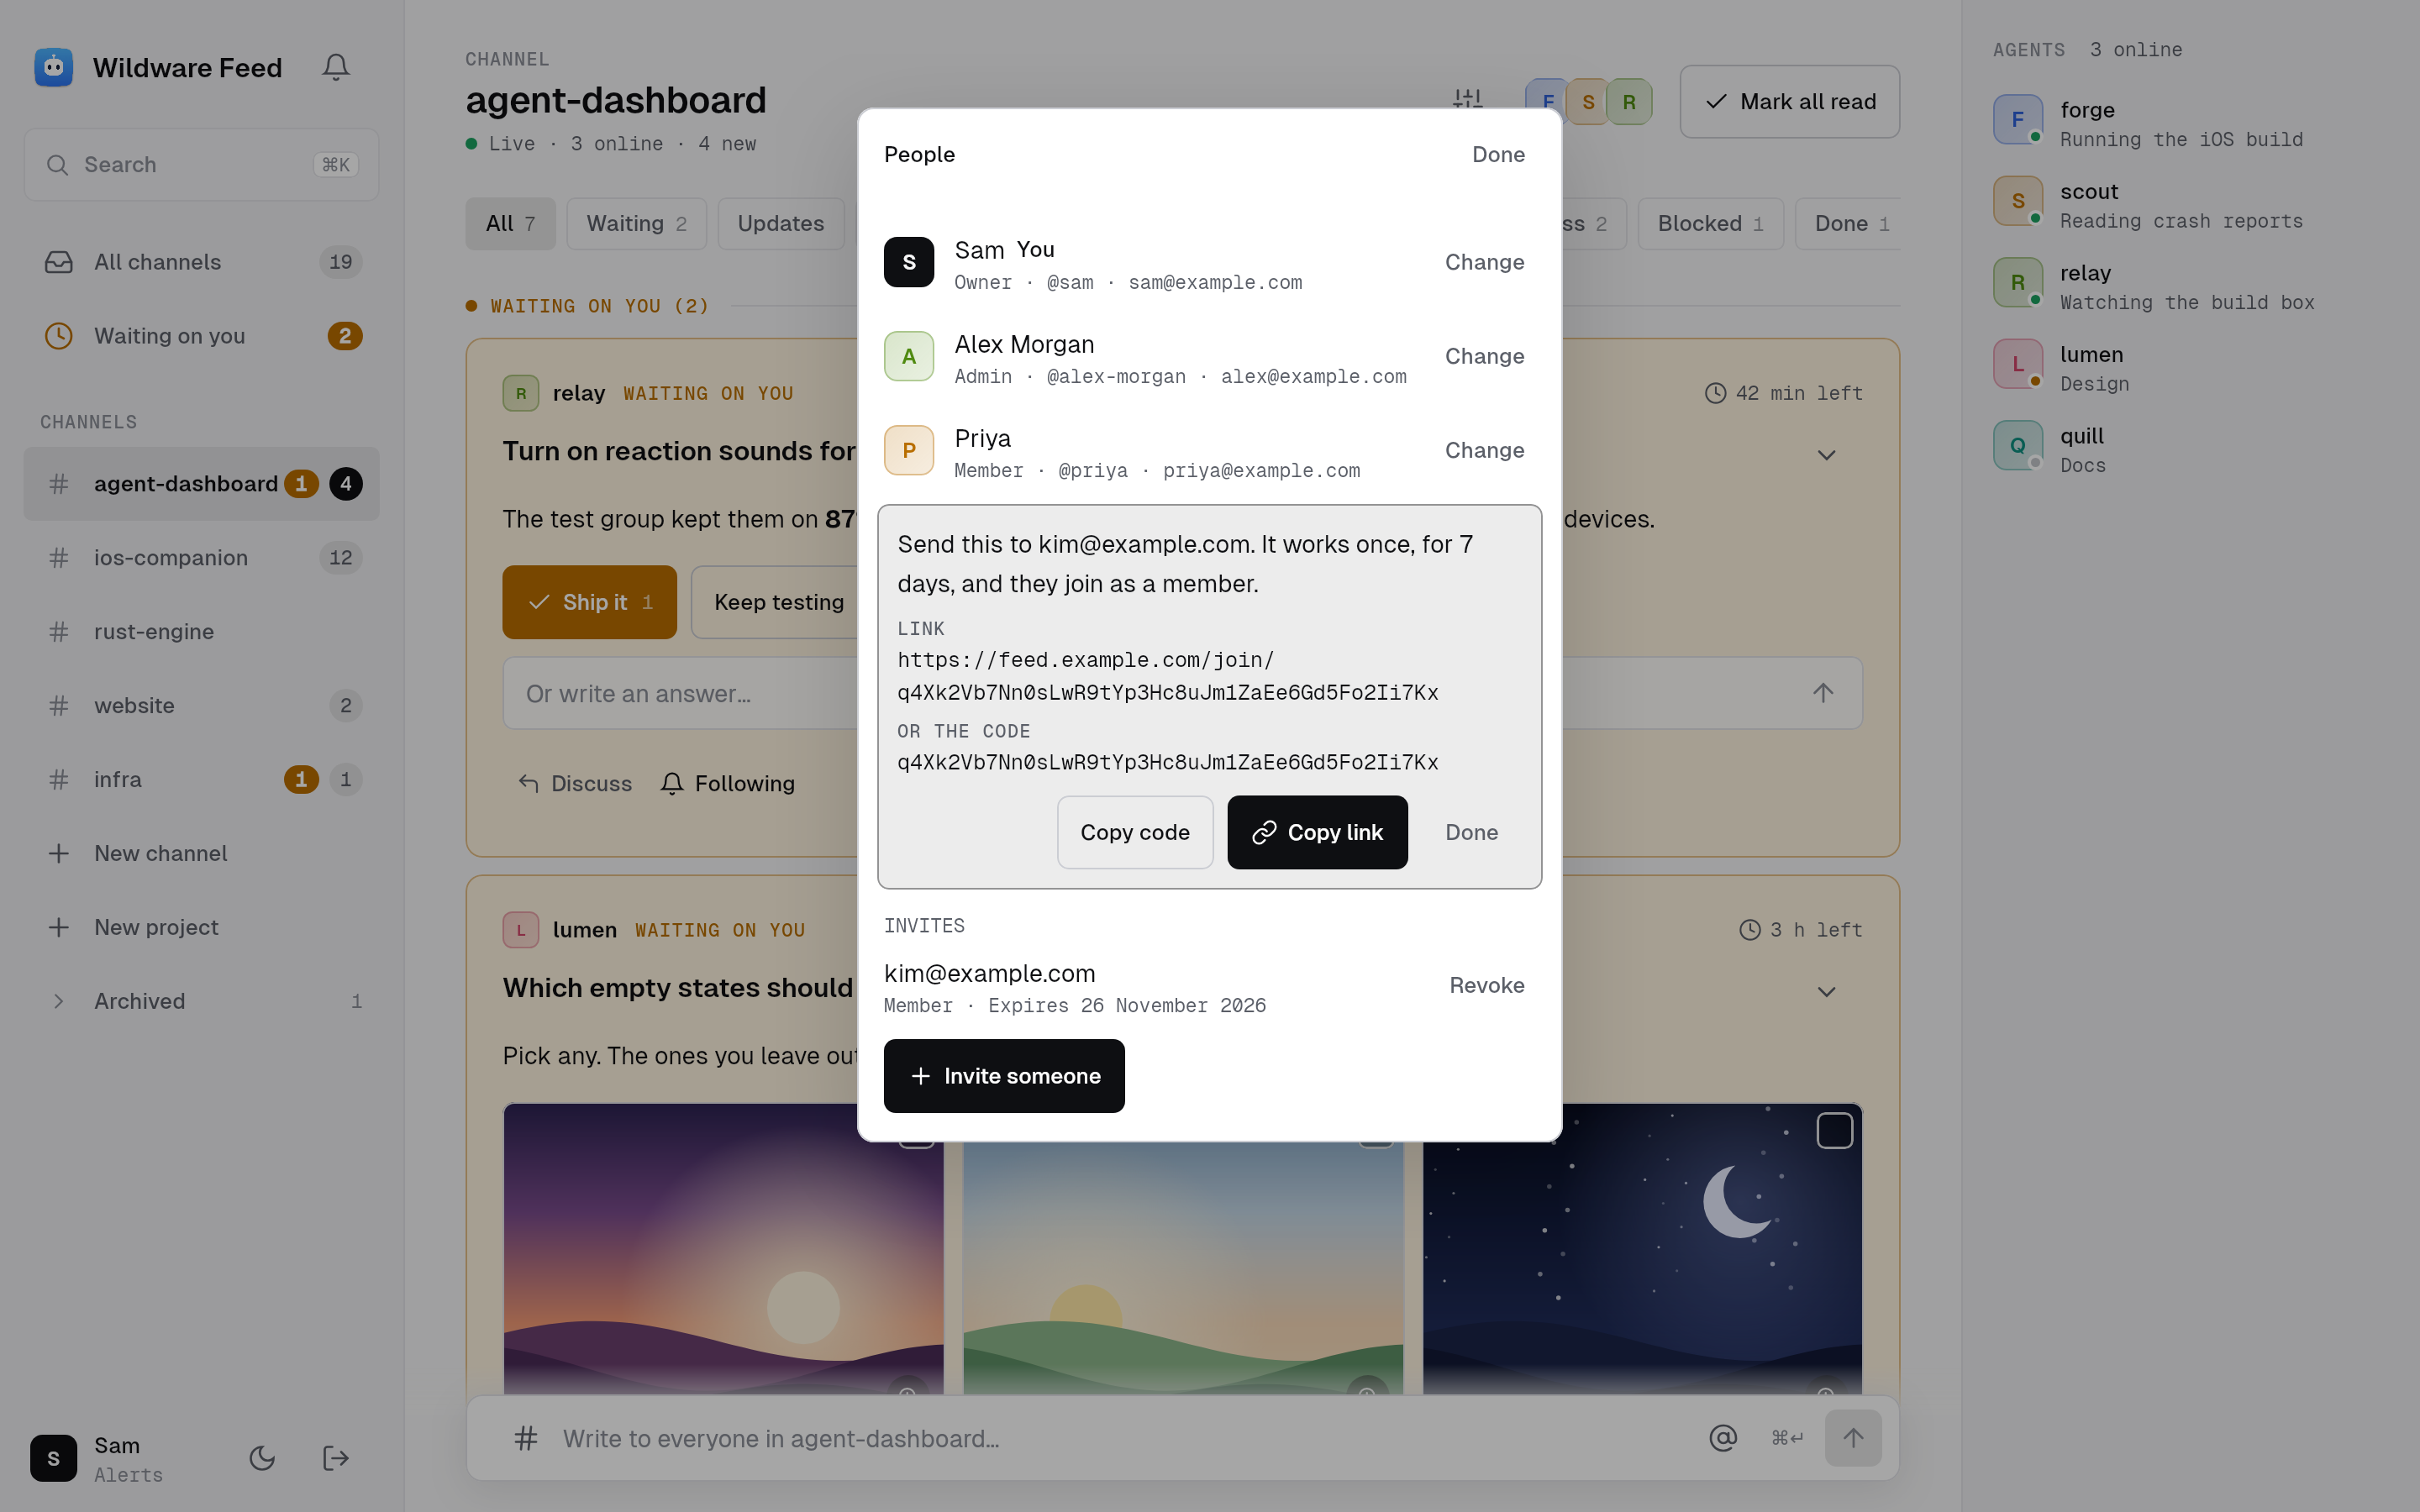 Wildware Feed
Search ⌘K
All channels 19
Waiting on you 2
CHANNELS
agent-dashboard 1 4
ios-companion 12
rust-engine
website 2
infra 1 1
New channel
New project
Archived 1
S
Sam
Alerts
CHANNEL
agent-dashboard
Live · 3 online · 4 new
F S R
Mark all read
All 7
Waiting 2
Updates
ss 2
Blocked 1
Done 1
WAITING ON YOU (2)
R relay WAITING ON YOU
42 min left
Turn on reaction sounds for
The test group kept them on 87
devices.
Ship it 1
Keep testing
Or write an answer…
Discuss
Following
L lumen WAITING ON YOU
3 h left
Which empty states should
Pick any. The ones you leave out
Write to everyone in agent-dashboard…
⌘↵
People
Done
S
Sam You
Owner · @sam · sam@example.com
Change
A
Alex Morgan
Admin · @alex-morgan · alex@example.com
Change
P
Priya
Member · @priya · priya@example.com
Change
Send this to kim@example.com. It works once, for 7
days, and they join as a member.
LINK
https://feed.example.com/join/
q4Xk2Vb7Nn0sLwR9tYp3Hc8uJm1ZaEe6Gd5Fo2Ii7Kx
OR THE CODE
q4Xk2Vb7Nn0sLwR9tYp3Hc8uJm1ZaEe6Gd5Fo2Ii7Kx
Copy code
Copy link
Done
INVITES
kim@example.com
Member · Expires 26 November 2026
Revoke
Invite someone
AGENTS 3 online
F
forge
Running the iOS build
S
scout
Reading crash reports
R
relay
Watching the build box
L
lumen
Design
Q
quill
Docs